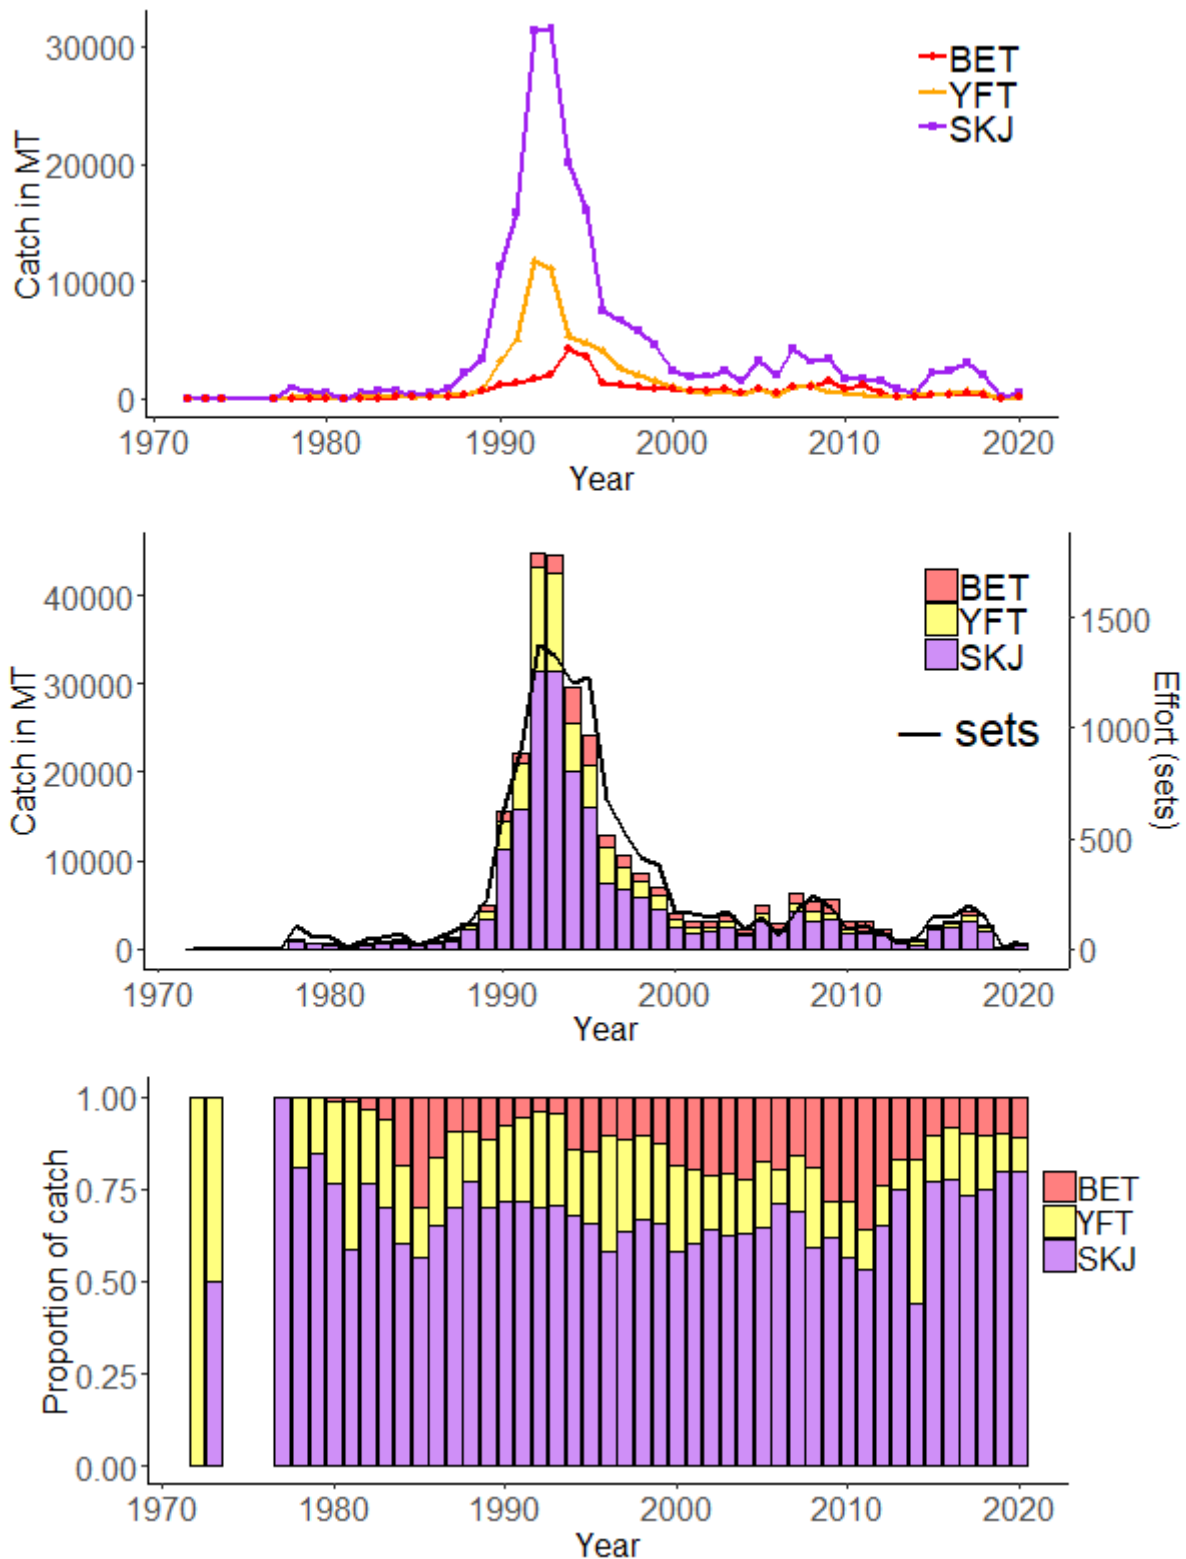 Catch in MT
30000
20000
10000
0
BET
YFT
SKJ
1970 1980 1990 2000 2010 2020
Year
Catch in MT
40000
30000
20000
10000
0
BET
YFT
SKJ
sets
1500
1000
500
0
Effort (sets)
1970 1980 1990 2000 2010 2020
Year
Proportion of catch
1.00
0.75
0.50
0.25
0.00
BET
YFT
SKJ
1970 1980 1990 2000 2010 2020
Year